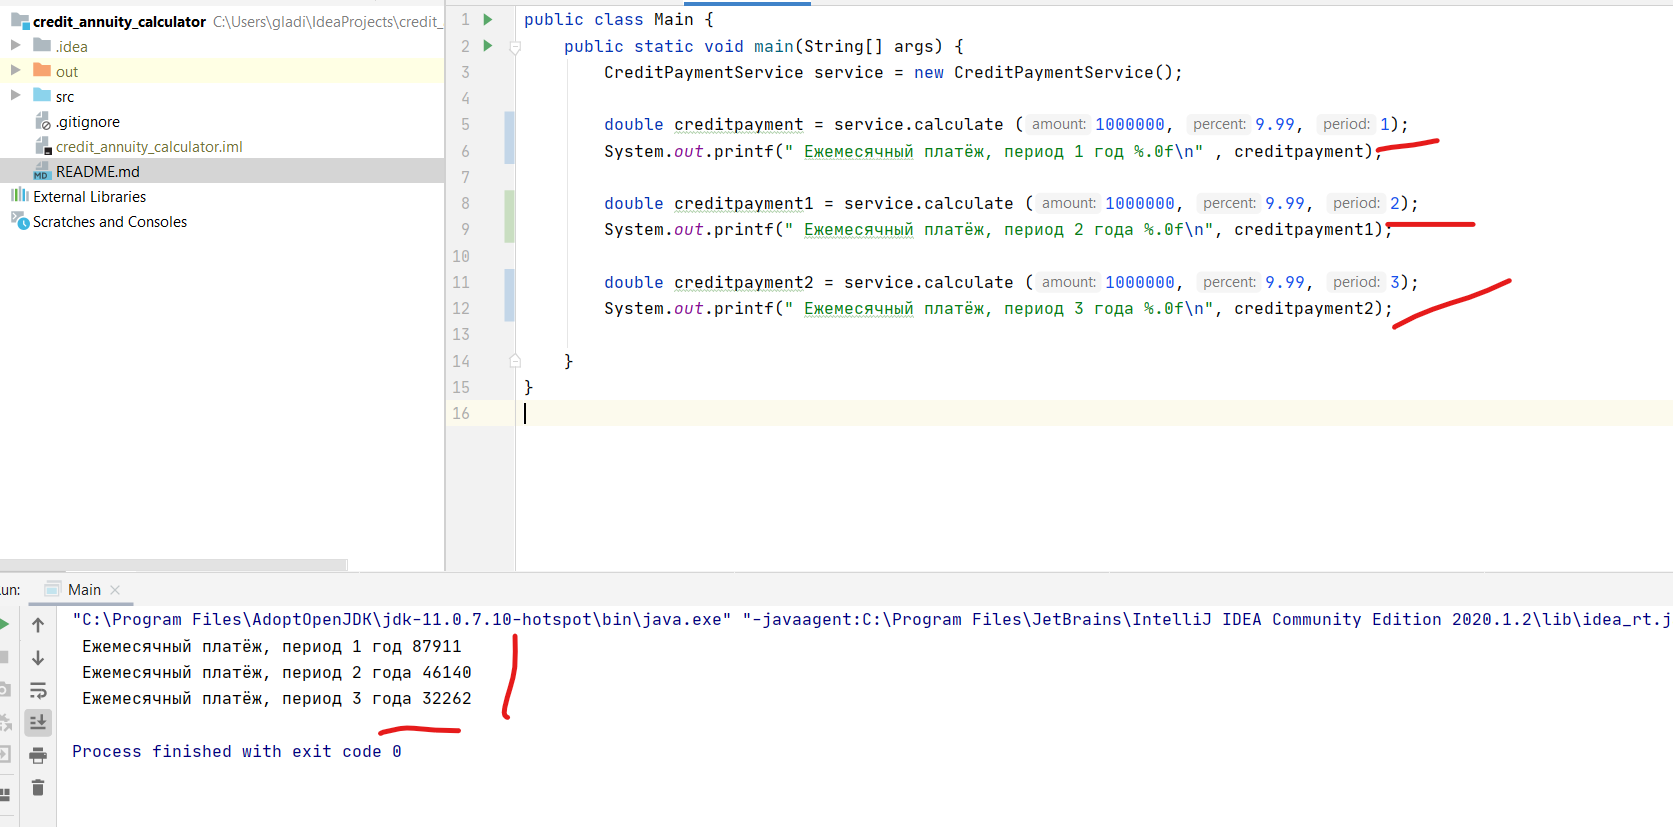 credit_annuity_calculator C:\Users\gladi\IdeaProjects\credit_
.idea
out
src
.gitignore
credit_annuity_calculator.iml
README.md
External Libraries
Scratches and Consoles
1 public class Main {
2 public static void main(String[] args) {
3 CreditPaymentService service = new CreditPaymentService();
4
5 double creditpayment = service.calculate ( amount: 1000000, percent: 9.99, period: 1);
6 System.out.printf(" Ежемесячный платёж, период 1 год %.0f\n" , creditpayment);
7
8 double creditpayment1 = service.calculate ( amount: 1000000, percent: 9.99, period: 2);
9 System.out.printf(" Ежемесячный платёж, период 2 года %.0f\n", creditpayment1);
10
11 double creditpayment2 = service.calculate ( amount: 1000000, percent: 9.99, period: 3);
12 System.out.printf(" Ежемесячный платёж, период 3 года %.0f\n", creditpayment2);
13
14 }
15 }
16
un: Main
"C:\Program Files\AdoptOpenJDK\jdk-11.0.7.10-hotspot\bin\java.exe" "-javaagent:C:\Program Files\JetBrains\IntelliJ IDEA Community Edition 2020.1.2\lib\idea_rt.j
Ежемесячный платёж, период 1 год 87911
Ежемесячный платёж, период 2 года 46140
Ежемесячный платёж, период 3 года 32262
Process finished with exit code 0